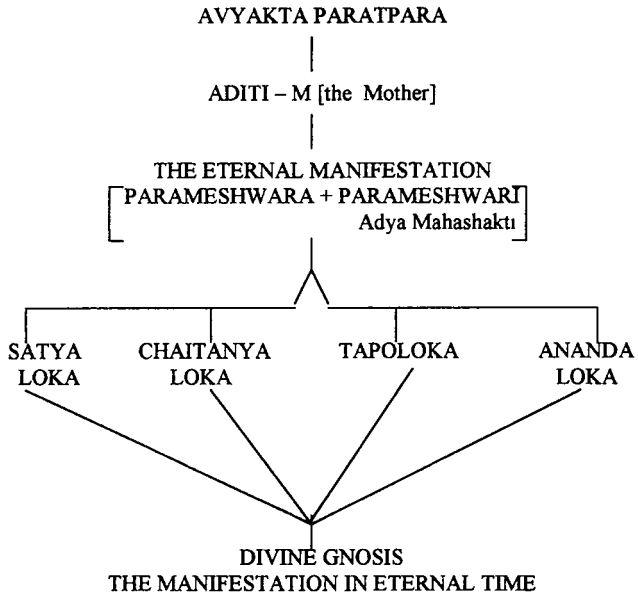 AVYAKTA PARATPARA
ADITI – M [the Mother]
THE ETERNAL MANIFESTATION
PARAMESHWARA + PARAMESHWARI
Adya Mahashakti
SATYA LOKA
CHAITANYA LOKA
TAPOLOKA
ANANDA LOKA
DIVINE GNOSIS
THE MANIFESTATION IN ETERNAL TIME